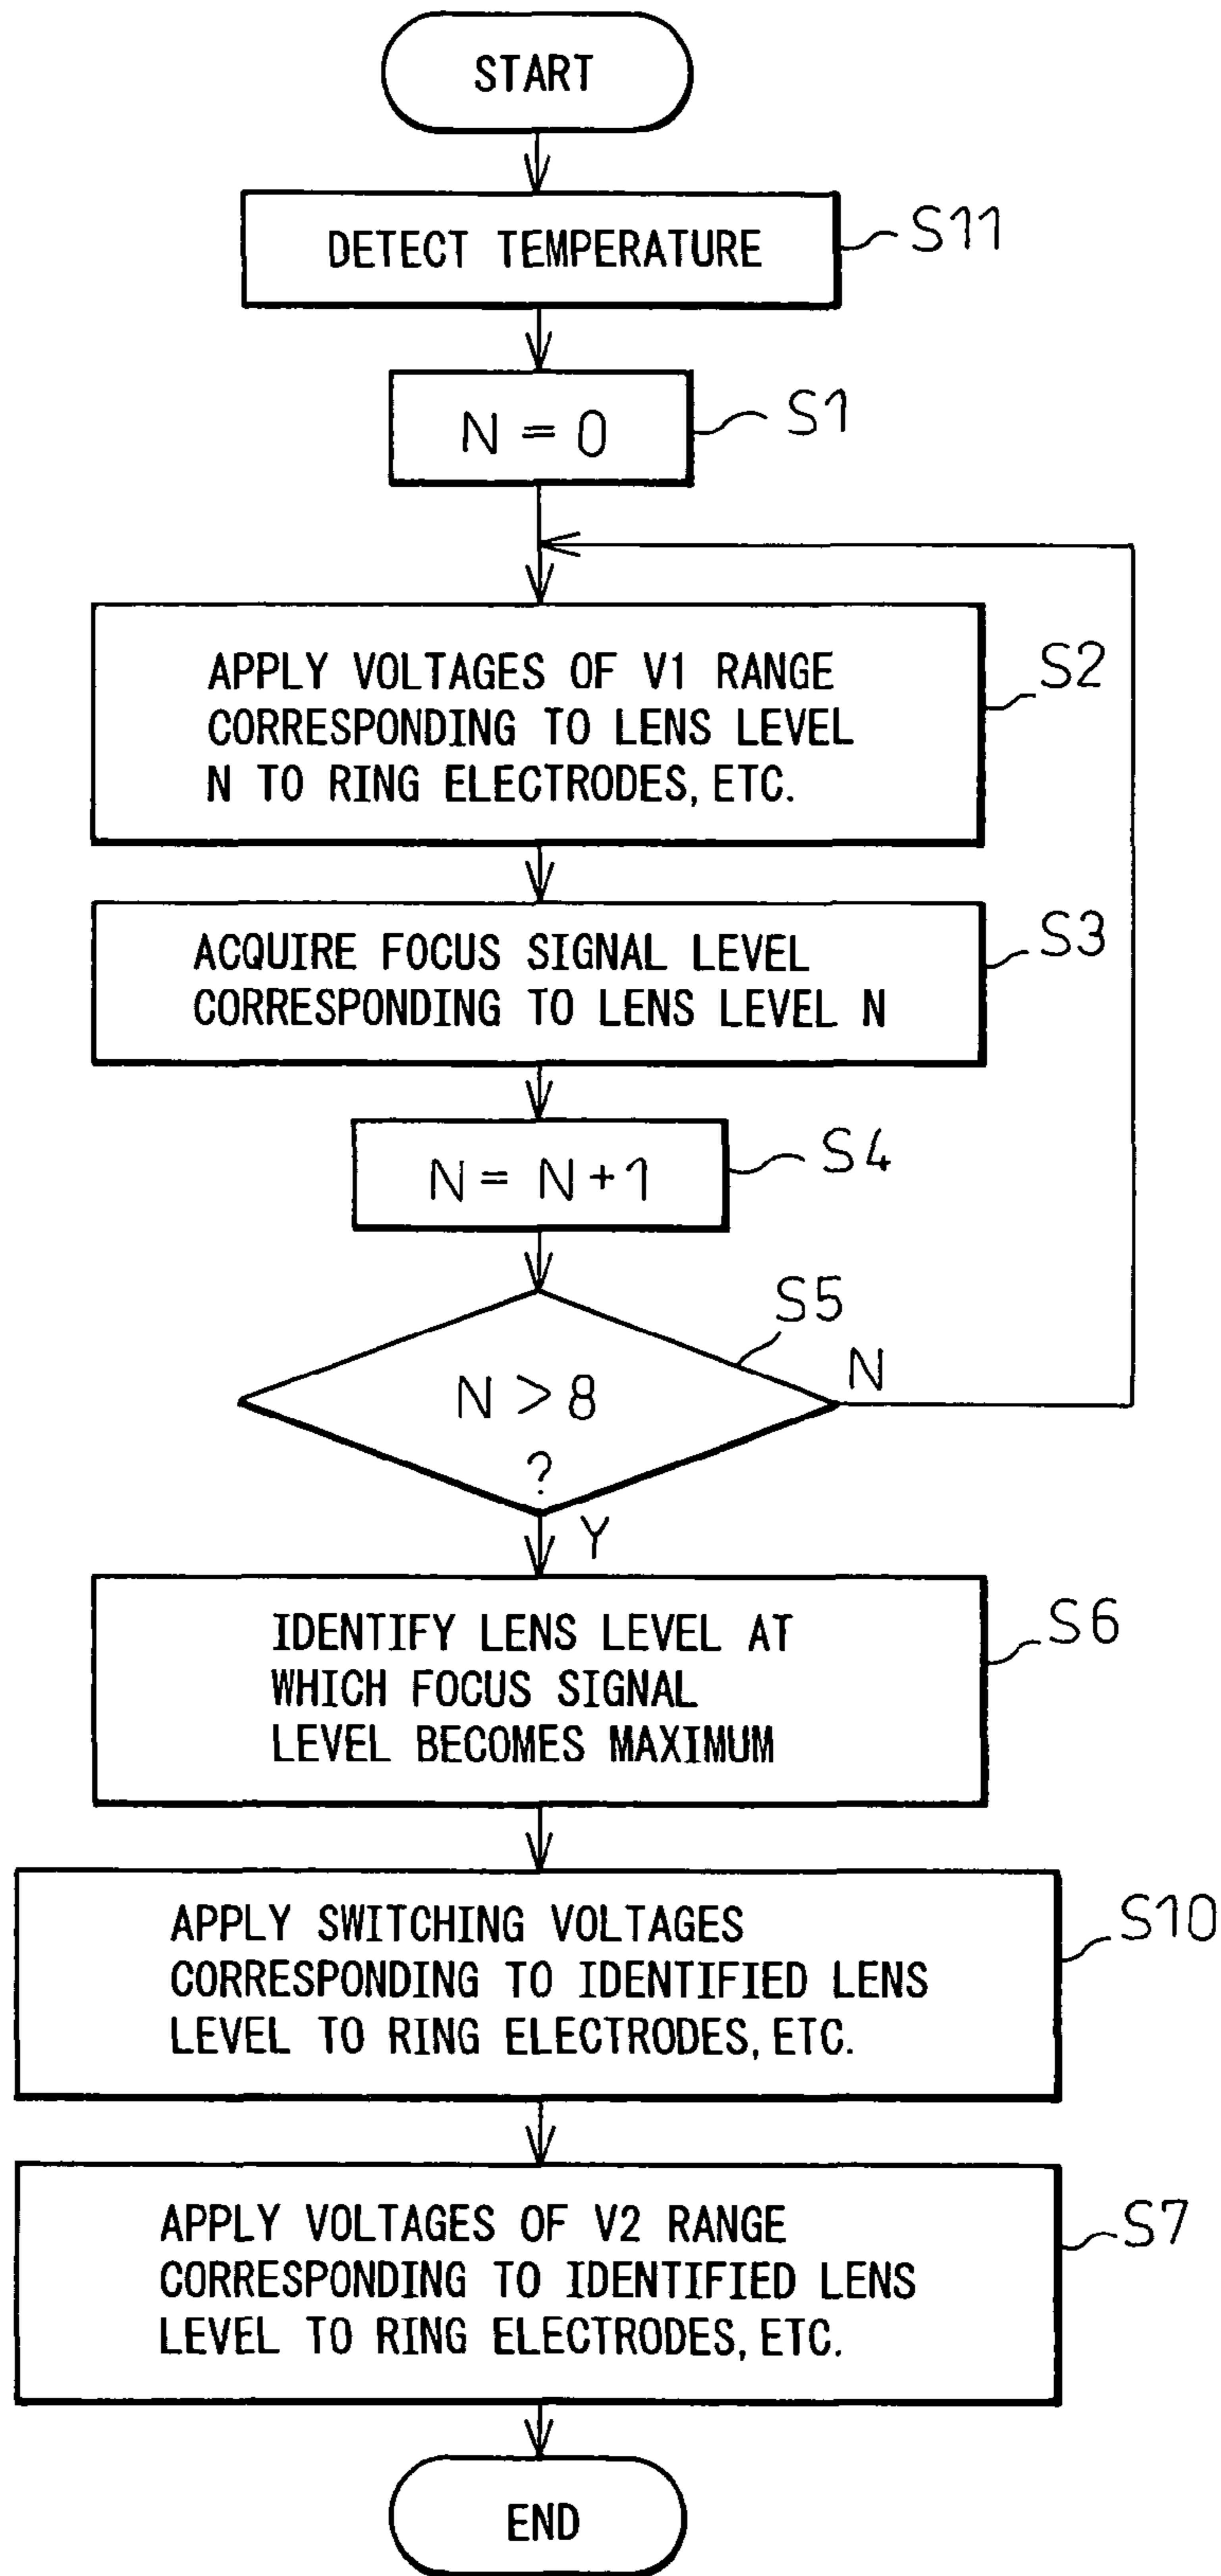 START
DETECT TEMPERATURE
S11
N = 0
S1
APPLY VOLTAGES OF V1 RANGE
CORRESPONDING TO LENS LEVEL
N TO RING ELECTRODES, ETC.
S2
ACQUIRE FOCUS SIGNAL LEVEL
CORRESPONDING TO LENS LEVEL N
S3
N = N+1
S4
N > 8
?
S5
N
Y
IDENTIFY LENS LEVEL AT
WHICH FOCUS SIGNAL
LEVEL BECOMES MAXIMUM
S6
APPLY SWITCHING VOLTAGES
CORRESPONDING TO IDENTIFIED LENS
LEVEL TO RING ELECTRODES, ETC.
S10
APPLY VOLTAGES OF V2 RANGE
CORRESPONDING TO IDENTIFIED LENS
LEVEL TO RING ELECTRODES, ETC.
S7
END